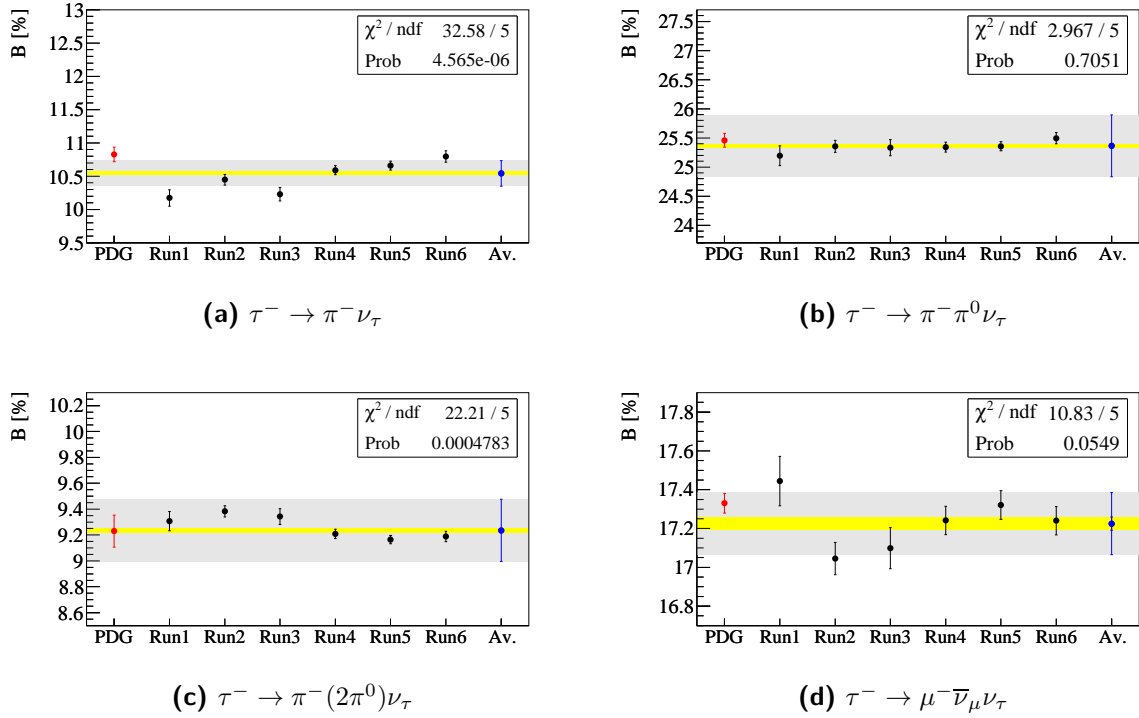 B [%]
13
12.5
12
11.5
11
10.5
10
9.5
χ² / ndf 32.58 / 5
Prob 4.565e-06
PDG Run1 Run2 Run3 Run4 Run5 Run6 Av.
(a) τ⁻ → π⁻ν_τ
B [%]
27.5
27
26.5
26
25.5
25
24.5
24
χ² / ndf 2.967 / 5
Prob 0.7051
PDG Run1 Run2 Run3 Run4 Run5 Run6 Av.
(b) τ⁻ → π⁻π⁰ν_τ
B [%]
10.2
10
9.8
9.6
9.4
9.2
9
8.8
8.6
χ² / ndf 22.21 / 5
Prob 0.0004783
PDG Run1 Run2 Run3 Run4 Run5 Run6 Av.
(c) τ⁻ → π⁻(2π⁰)ν_τ
B [%]
17.8
17.6
17.4
17.2
17
16.8
χ² / ndf 10.83 / 5
Prob 0.0549
PDG Run1 Run2 Run3 Run4 Run5 Run6 Av.
(d) τ⁻ → μ⁻ν̅_μν_τ